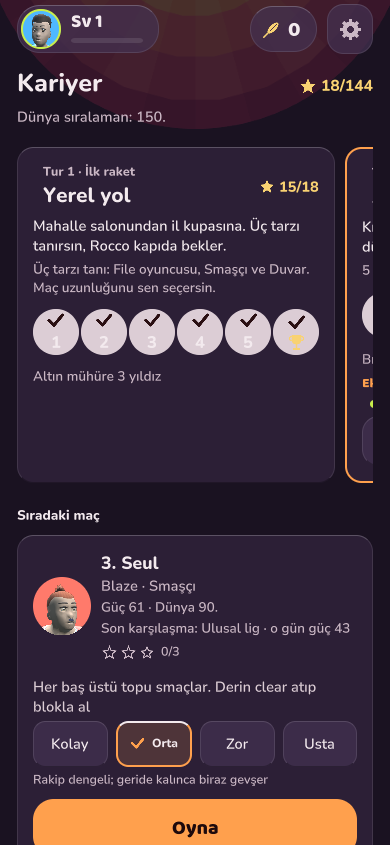 Sv 1
0
Kariyer
18/144
Dünya sıralaman: 150.
Tur 1 · İlk raket
Yerel yol
15/18
Mahalle salonundan il kupasına. Üç tarzı
tanırsın, Rocco kapıda bekler.
Üç tarzı tanı: File oyuncusu, Smaşçı ve Duvar.
Maç uzunluğunu sen seçersin.
1 2 3 4 5
Altın mühüre 3 yıldız
5
Sıradaki maç
3. Seul
Blaze · Smaşçı
Güç 61 · Dünya 90.
Son karşılaşma: Ulusal lig · o gün güç 43
0/3
Her baş üstü topu smaçlar. Derin clear atıp
blokla al
Kolay
Orta
Zor
Usta
Rakip dengeli; geride kalınca biraz gevşer
Oyna